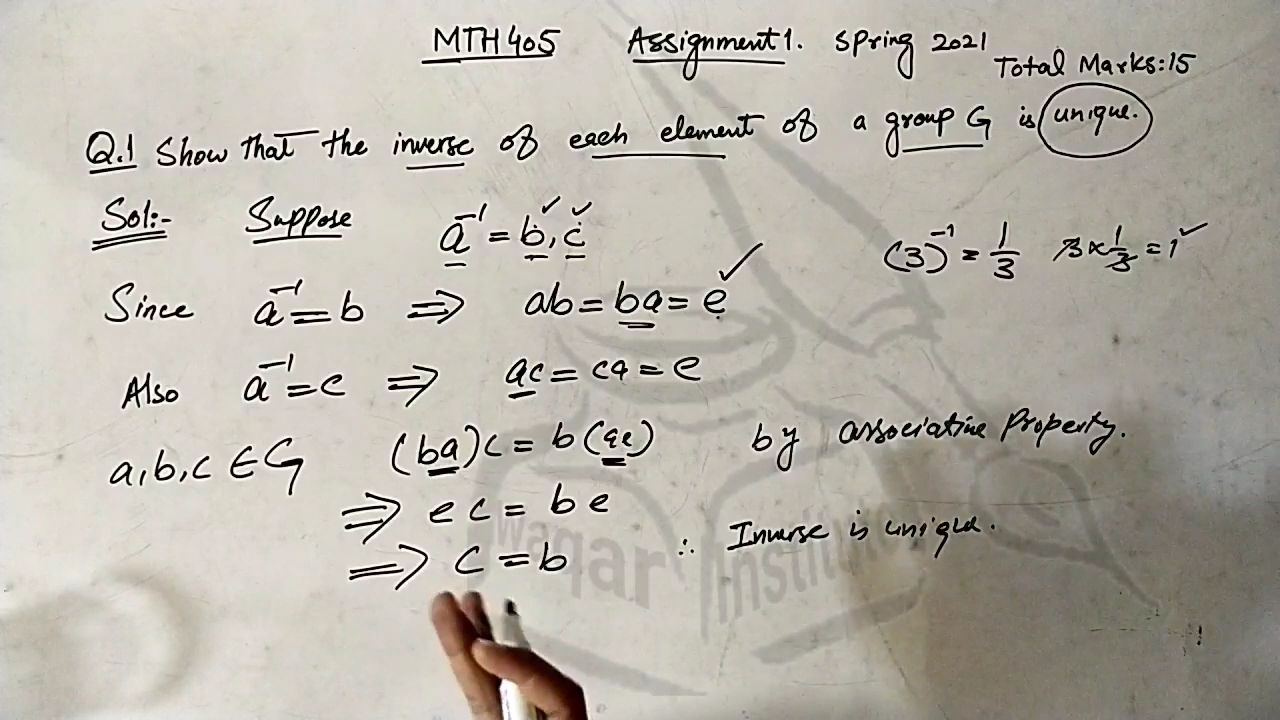 MTH405 Assignment 1. Spring 2021
Total Marks:15
Q.1 Show that the inverse of each element of a group G is unique.
Sol:- Suppose a⁻¹ = b, c
(3)⁻¹ = 1/3 3 × 1/3 = 1
Since a⁻¹ = b ⇒ ab = ba = e
Also a⁻¹ = c ⇒ ac = ca = e
a, b, c ∈ G (ba)c = b(ac) by associative Property.
⇒ ec = be
⇒ c = b ∴ Inverse is unique.
waqar Institute